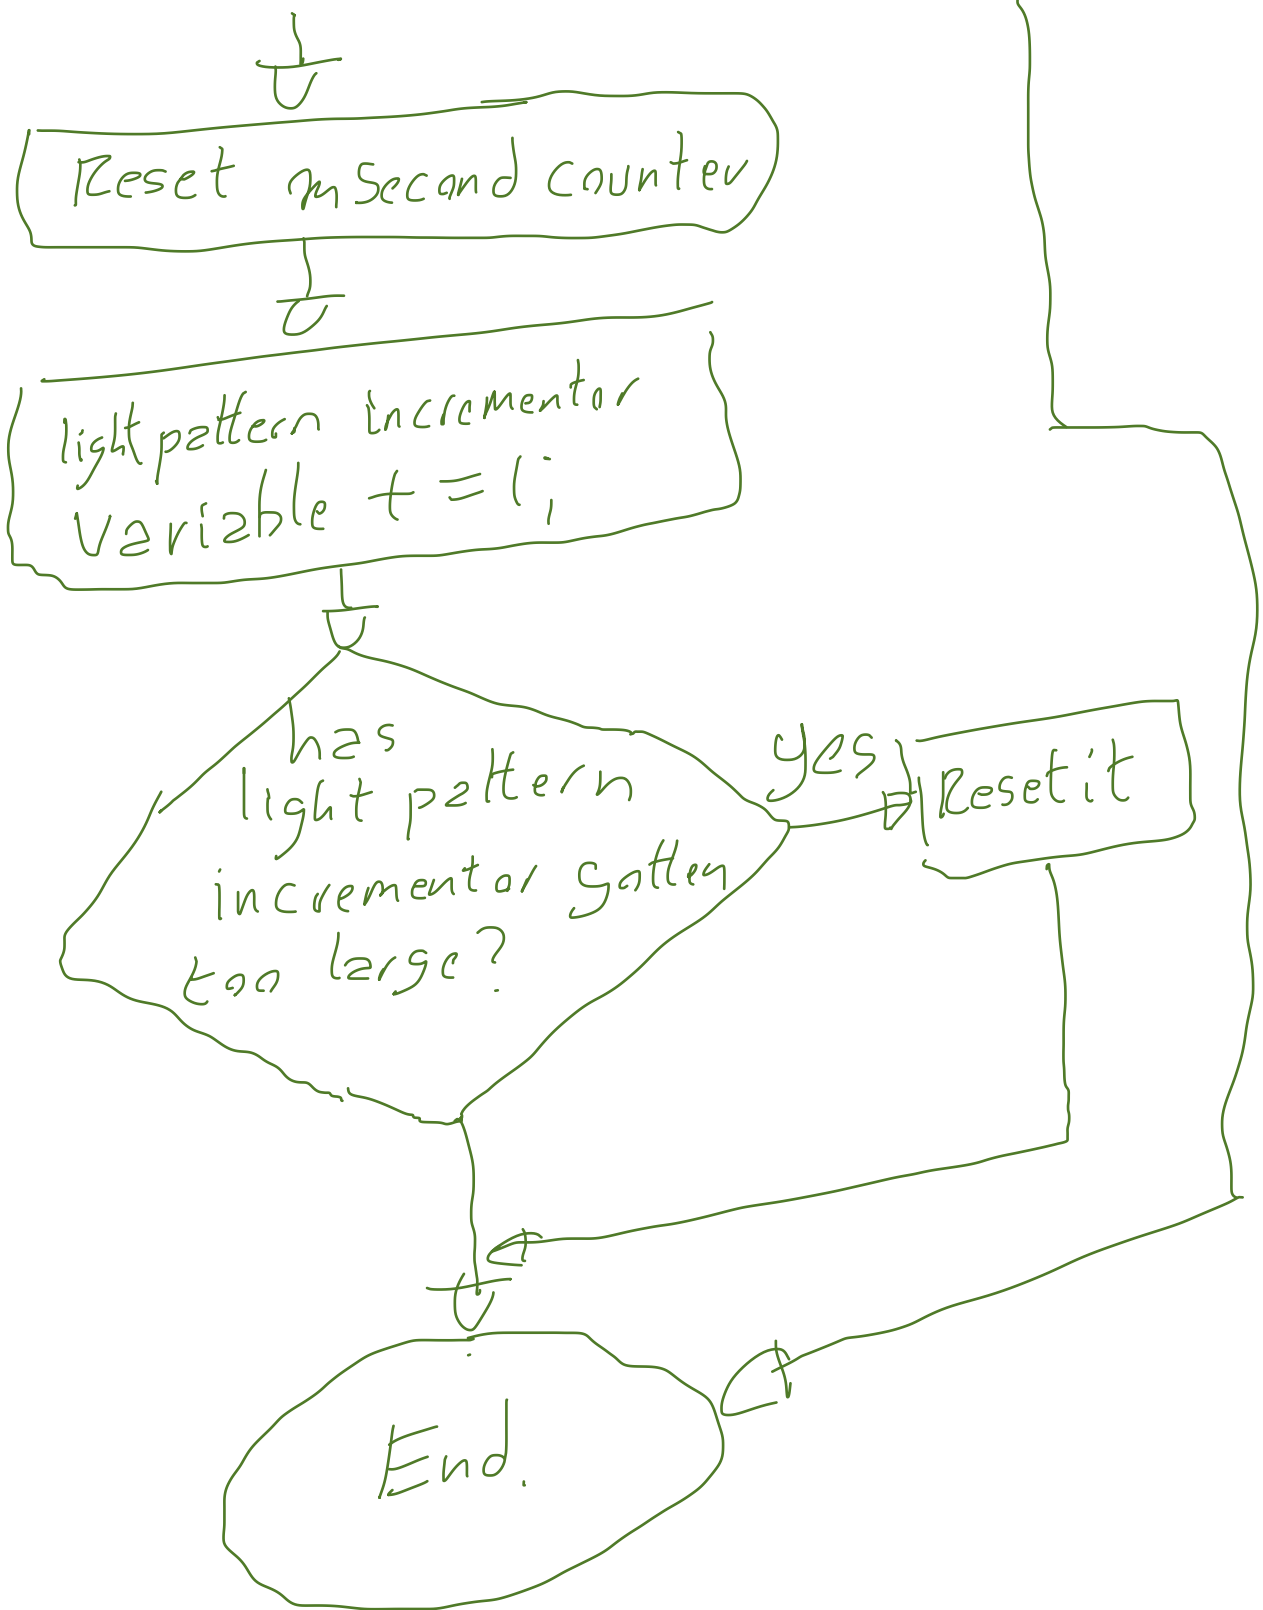 Reset msecond counter
light pattern incrementor
variable += 1;
has
light pattern
incrementor gotten
too large?
yes
Reset it
End.